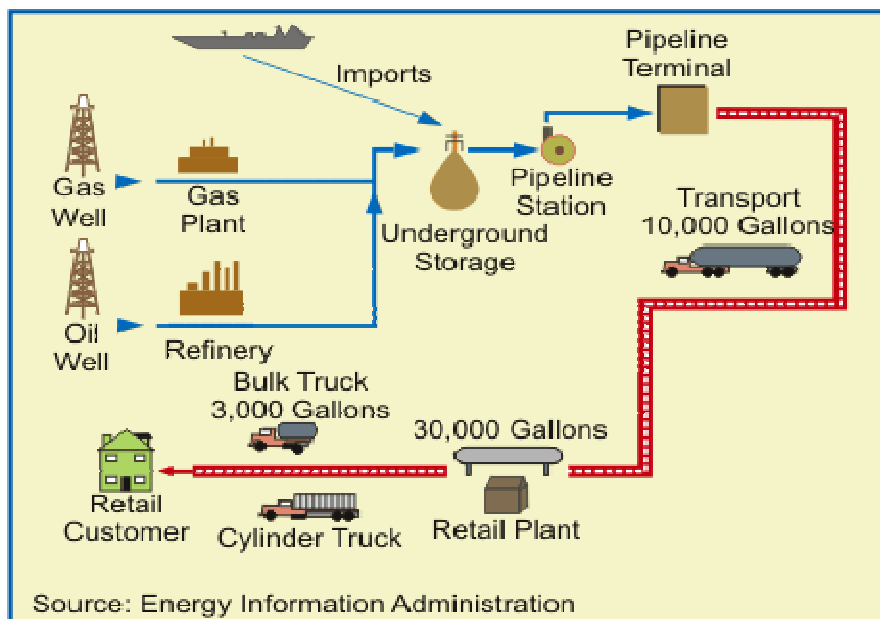 Imports
Pipeline
Terminal
Gas
Well
Gas
Plant
Underground
Storage
Pipeline
Station
Transport
10,000 Gallons
Oil
Well
Refinery
Bulk Truck
3,000 Gallons
30,000 Gallons
Retail
Customer
Cylinder Truck
Retail Plant
Source: Energy Information Administration